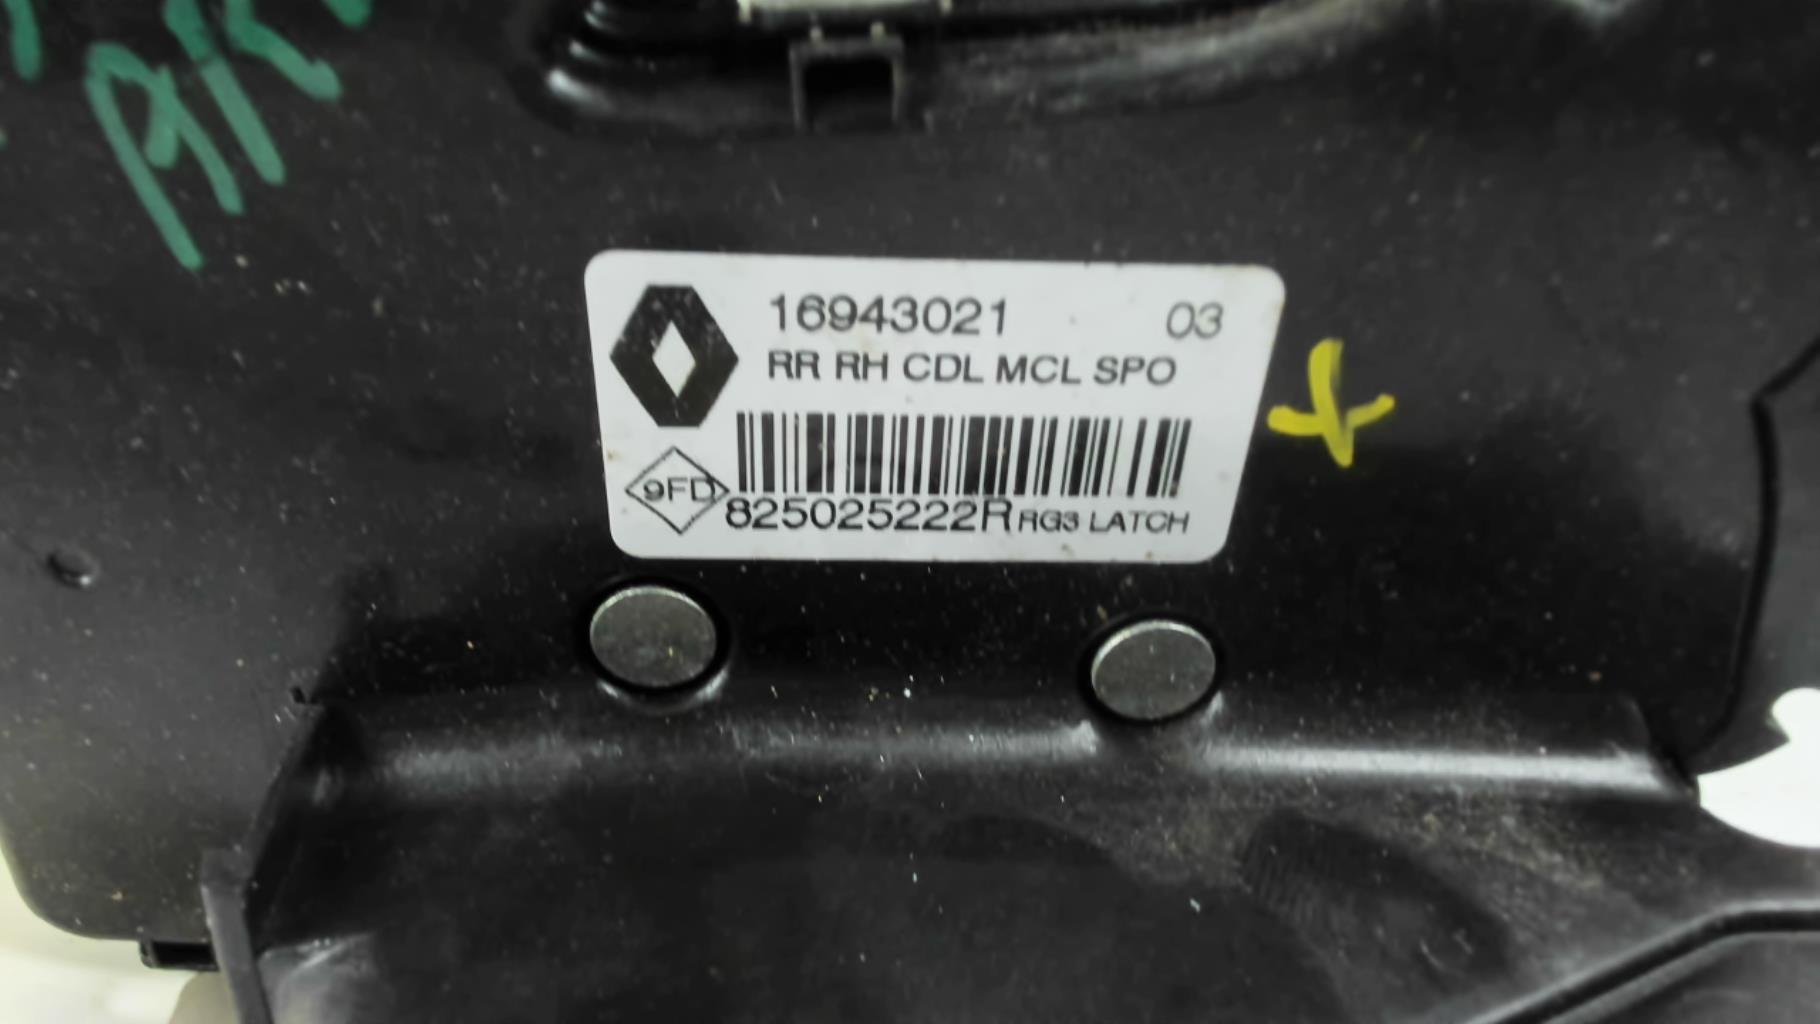 16943021 03
RR RH CDL MCL SPO
9FD
825025222R RG3 LATCH